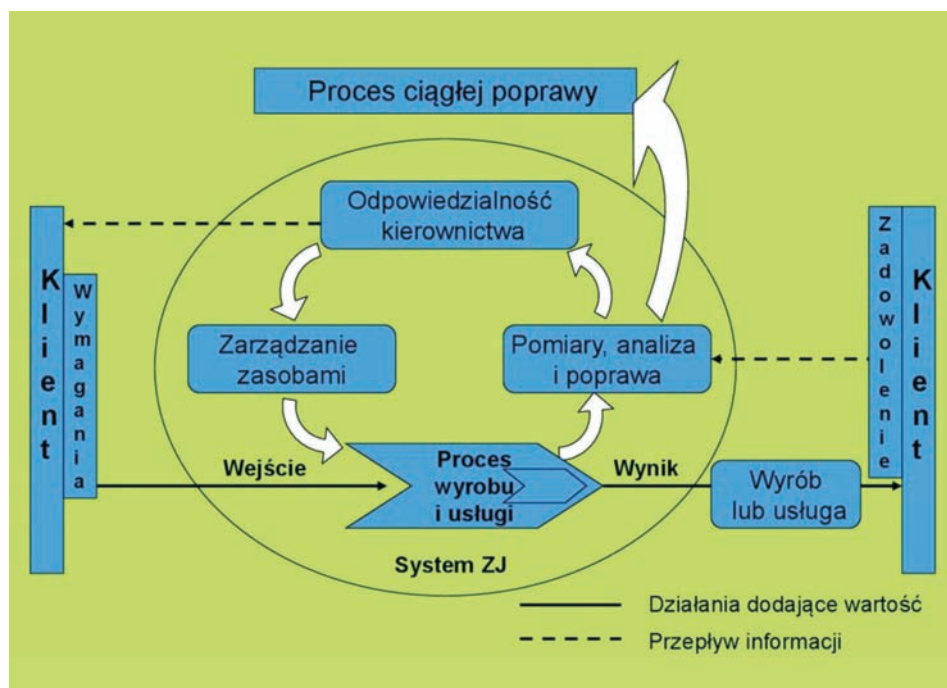 Proces ciągłej poprawy
Odpowiedzialność
kierownictwa
Klient
Wymagania
Zarządzanie
zasobami
Pomiary, analiza
i poprawa
Zadowolenie
Klient
Wejście
Proces
wyrobu
i usługi
Wynik
Wyrób
lub usługa
System ZJ
Działania dodające wartość
Przepływ informacji